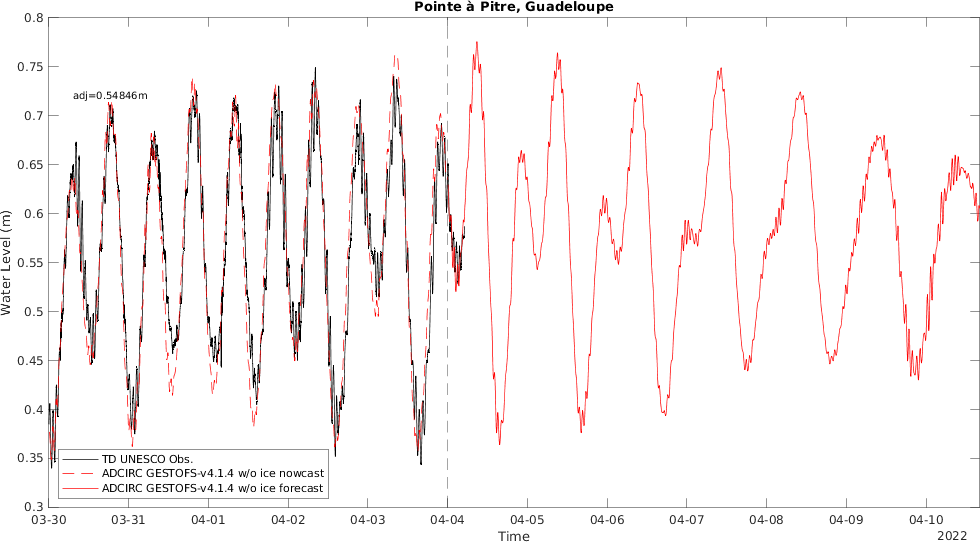 Pointe à Pitre, Guadeloupe
Water Level (m)
0.8
0.75
0.7
0.65
0.6
0.55
0.5
0.45
0.4
0.35
0.3
adj=0.54846m
TD UNESCO Obs.
ADCIRC GESTOFS-v4.1.4 w/o ice nowcast
ADCIRC GESTOFS-v4.1.4 w/o ice forecast
03-30 03-31 04-01 04-02 04-03 04-04 04-05 04-06 04-07 04-08 04-09 04-10
Time
2022